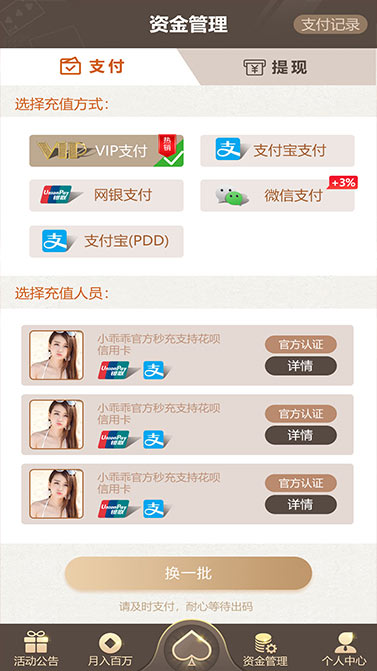 资金管理
支付记录
支付
提现
选择充值方式：
VIP
VIP支付
热销
支付宝支付
UnionPay
银联
网银支付
微信支付
+3%
支付宝(PDD)
选择充值人员：
小乖乖官方秒充支持花呗
信用卡
UnionPay
银联
官方认证
详情
小乖乖官方秒充支持花呗
信用卡
UnionPay
银联
官方认证
详情
小乖乖官方秒充支持花呗
信用卡
UnionPay
银联
官方认证
详情
换一批
请及时支付，耐心等待出码
活动公告
月入百万
资金管理
个人中心